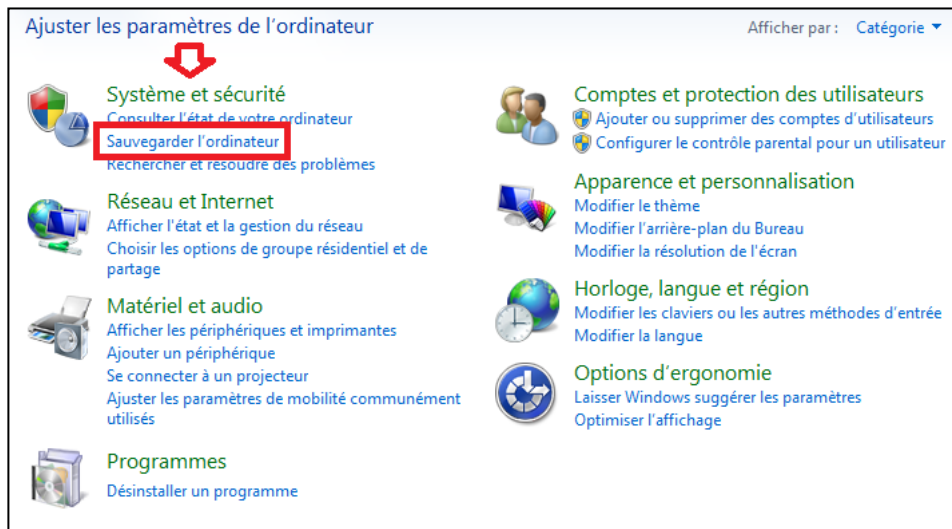 Ajuster les paramètres de l'ordinateur
Afficher par : Catégorie
Système et sécurité
Consulter l'état de votre ordinateur
Sauvegarder l'ordinateur
Rechercher et résoudre des problèmes
Réseau et Internet
Afficher l'état et la gestion du réseau
Choisir les options de groupe résidentiel et de
partage
Matériel et audio
Afficher les périphériques et imprimantes
Ajouter un périphérique
Se connecter à un projecteur
Ajuster les paramètres de mobilité communément
utilisés
Programmes
Désinstaller un programme
Comptes et protection des utilisateurs
Ajouter ou supprimer des comptes d'utilisateurs
Configurer le contrôle parental pour un utilisateur
Apparence et personnalisation
Modifier le thème
Modifier l'arrière-plan du Bureau
Modifier la résolution de l'écran
Horloge, langue et région
Modifier les claviers ou les autres méthodes d'entrée
Modifier la langue
Options d'ergonomie
Laisser Windows suggérer les paramètres
Optimiser l'affichage